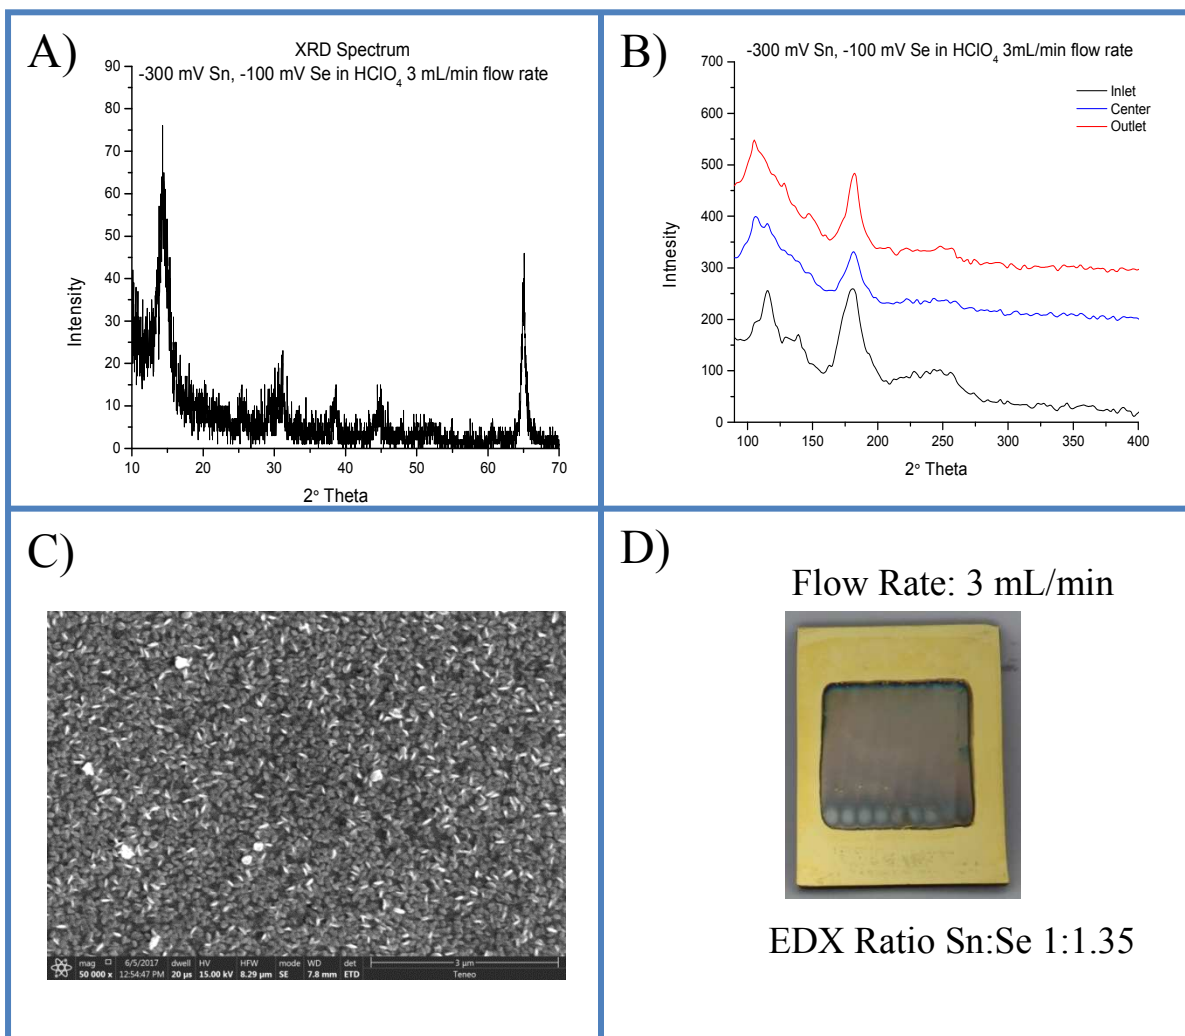 A)
XRD Spectrum
-300 mV Sn, -100 mV Se in HClO4 3 mL/min flow rate
90
80
70
60
50
40
30
20
10
0
Intensity
10 20 30 40 50 60 70
2° Theta
B)
-300 mV Sn, -100 mV Se in HClO4 3mL/min flow rate
700
600
500
400
300
200
100
0
Intnesity
Inlet
Center
Outlet
100 150 200 250 300 350 400
2° Theta
C)
mag 6/5/2017 dwell HV HFW mode WD det 3 µm
50 000 x 12:54:47 PM 20 µs 15.00 kV 8.29 µm SE 7.8 mm ETD Teneo
D)
Flow Rate: 3 mL/min
EDX Ratio Sn:Se 1:1.35